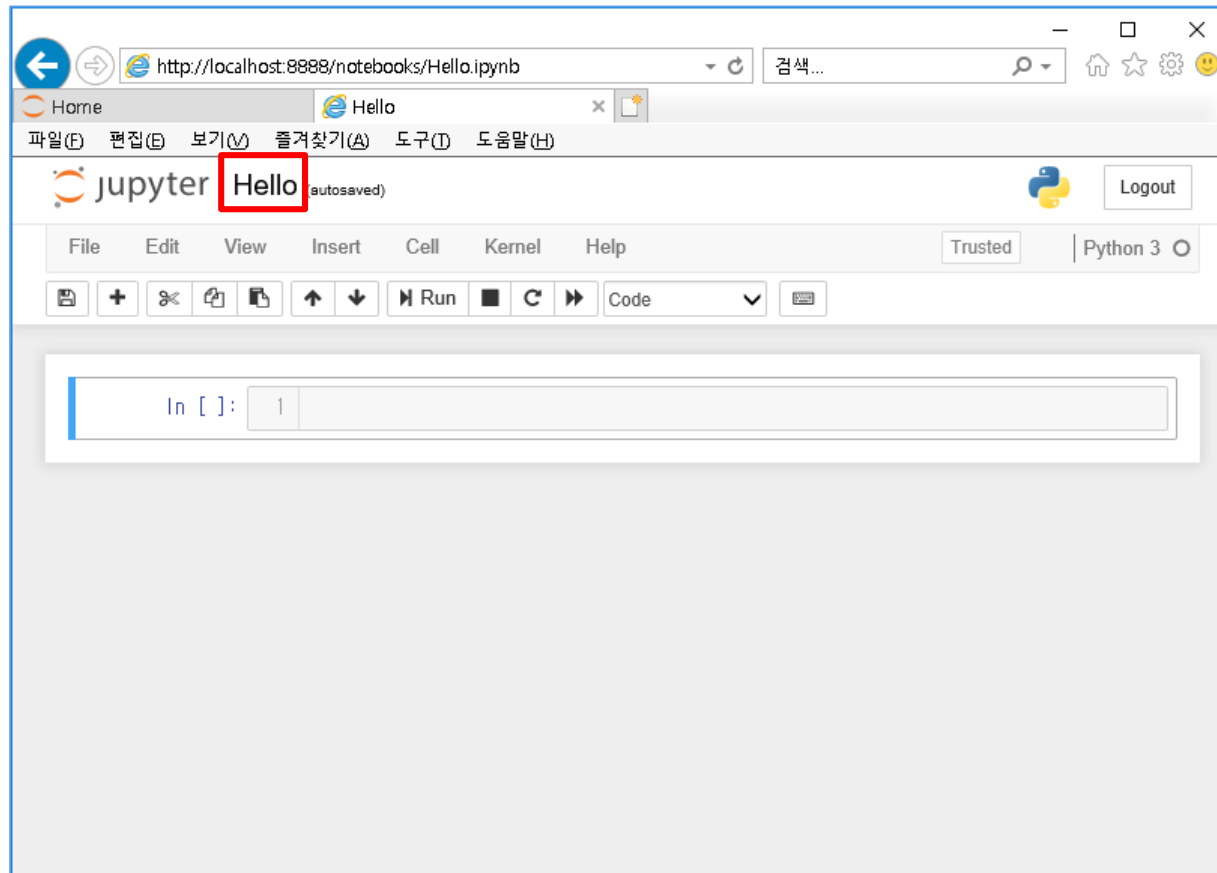 http://localhost:8888/notebooks/Hello.ipynb 검색...
Home Hello
파일(F) 편집(E) 보기(V) 즐겨찾기(A) 도구(T) 도움말(H)
jupyter Hello (autosaved) Logout
File Edit View Insert Cell Kernel Help Trusted Python 3
Run Code
In [ ]: 1